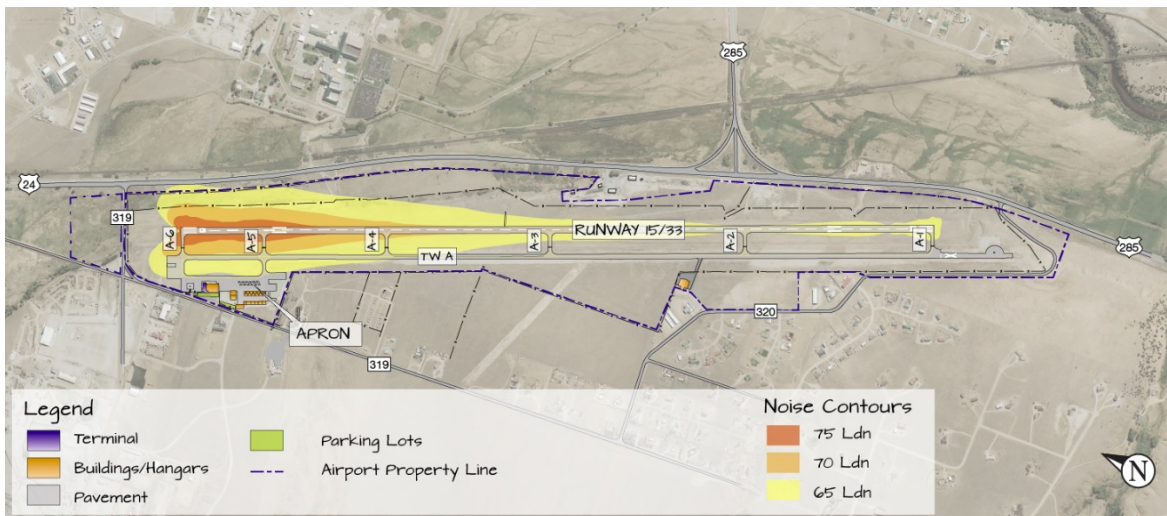 285
24
319
A-6
A-5
A-4
A-3
RUNWAY 15/33
A-2
A-1
TW A
285
320
APRON
319
Legend
Terminal
Buildings/Hangars
Pavement
Parking Lots
Airport Property Line
Noise Contours
75 Ldn
70 Ldn
65 Ldn
N